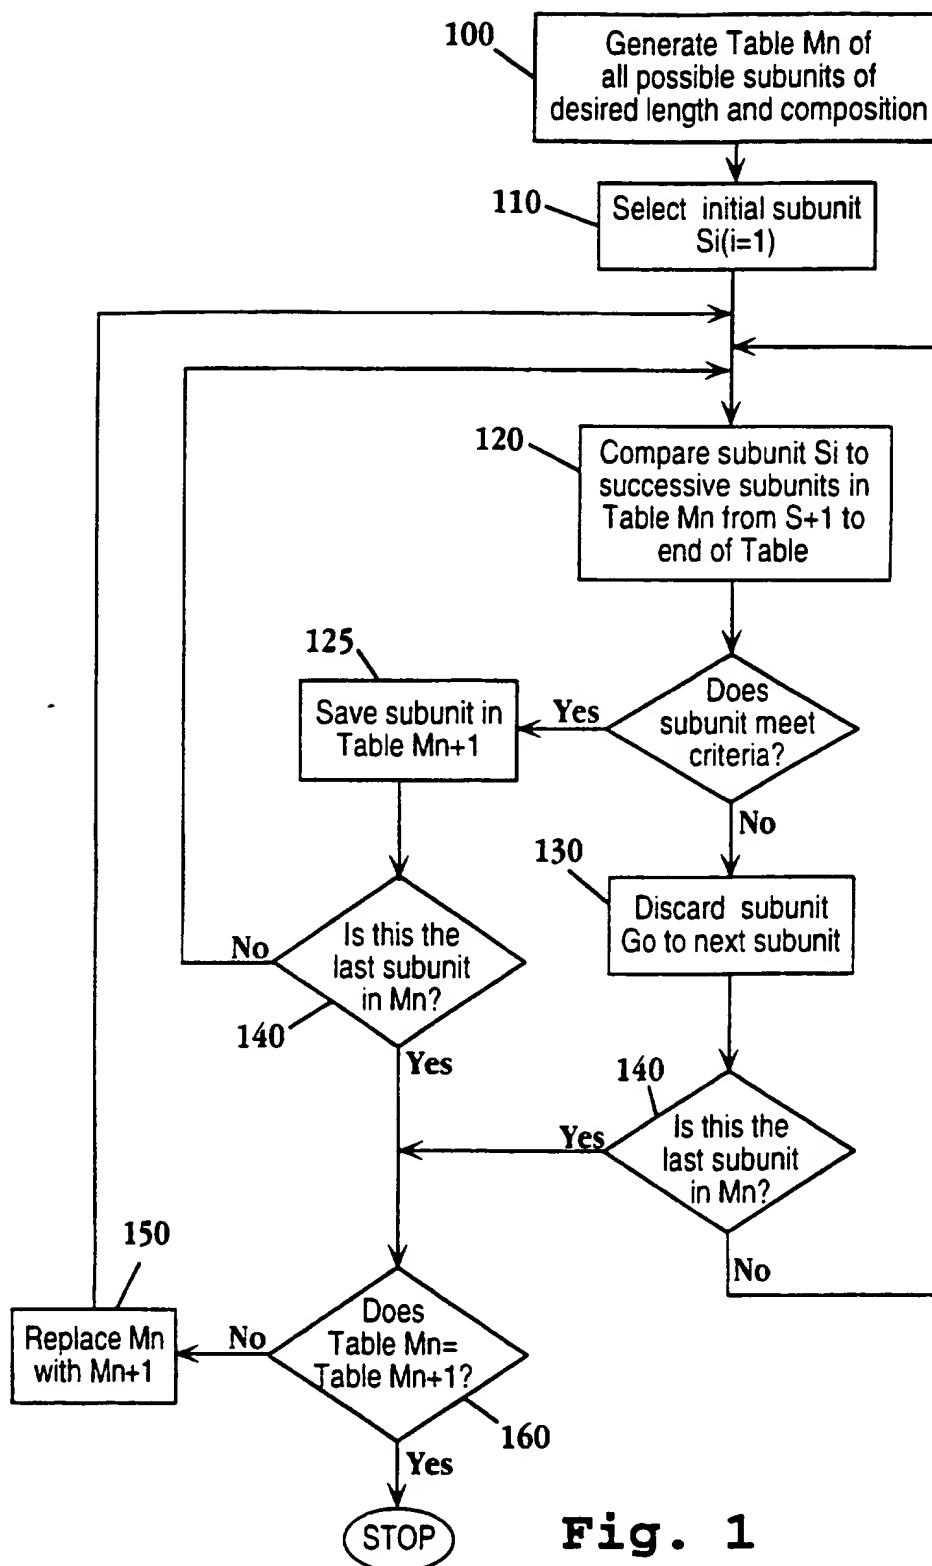 100
Generate Table Mn of
all possible subunits of
desired length and composition
110
Select initial subunit
Si(i=1)
120
Compare subunit Si to
successive subunits in
Table Mn from S+1 to
end of Table
125
Save subunit in
Table Mn+1
Yes
Does
subunit meet
criteria?
No
130
Discard subunit
Go to next subunit
No
Is this the
last subunit
in Mn?
140
Yes
140
Yes
Is this the
last subunit
in Mn?
No
150
Replace Mn
with Mn+1
No
Does
Table Mn=
Table Mn+1?
160
Yes
STOP
Fig. 1